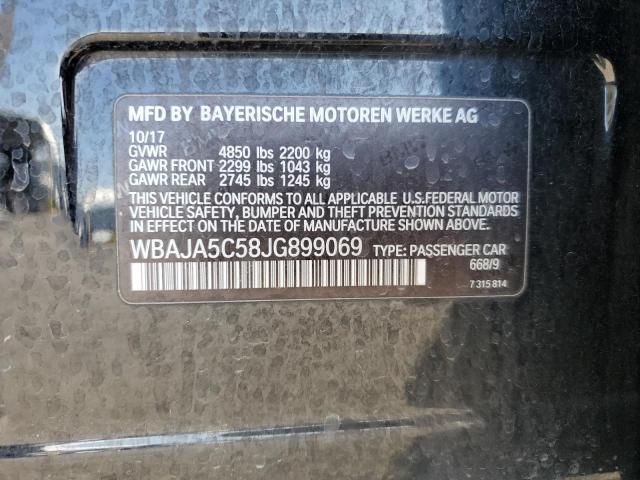 MFD BY BAYERISCHE MOTOREN WERKE AG
10/17
GVWR 4850 lbs 2200 kg
GAWR FRONT 2299 lbs 1043 kg
GAWR REAR 2745 lbs 1245 kg
THIS VEHICLE CONFORMS TO ALL APPLICABLE U.S.FEDERAL MOTOR
VEHICLE SAFETY, BUMPER AND THEFT PREVENTION STANDARDS
IN EFFECT ON THE DATE OF MANUFACTURE SHOWN ABOVE.
WBAJA5C58JG899069 TYPE: PASSENGER CAR
668/9
7 315 814